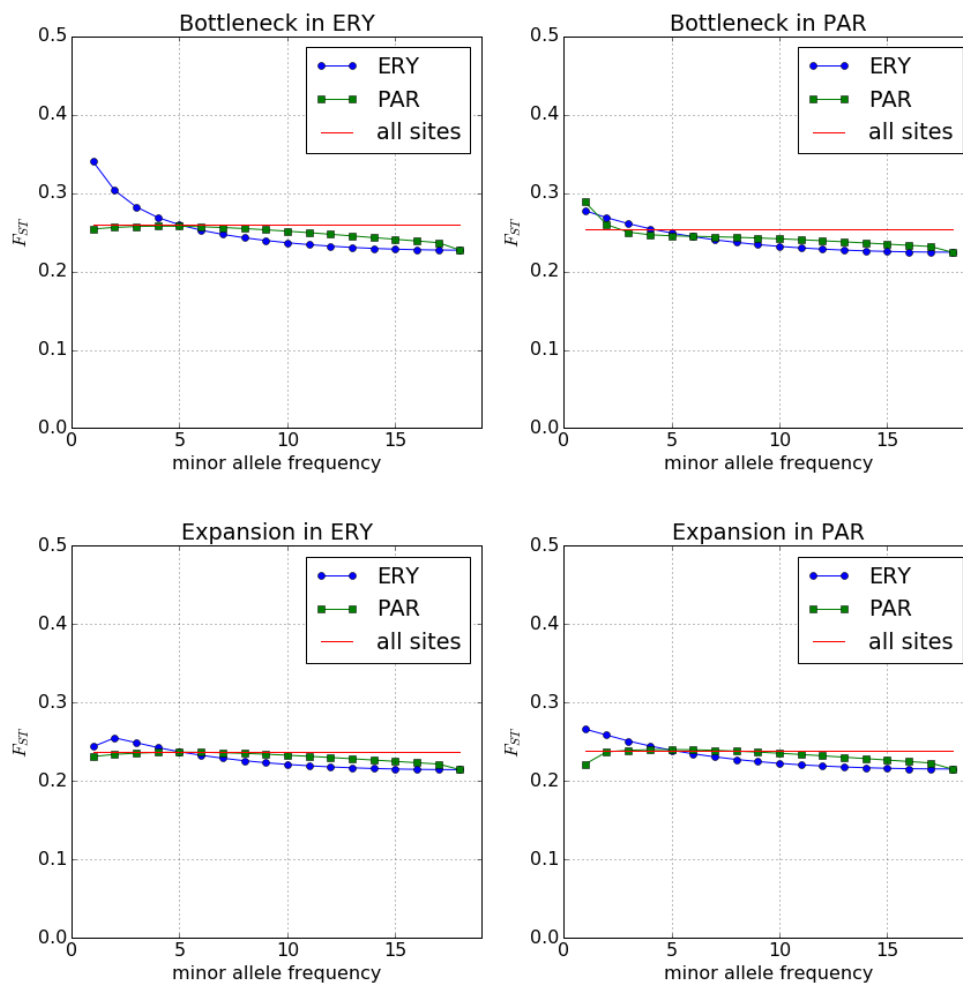 Bottleneck in ERY
0.5
0.4
0.3
0.2
0.1
0.0
F_ST
ERY
PAR
all sites
0 5 10 15
minor allele frequency
Bottleneck in PAR
0.5
0.4
0.3
0.2
0.1
0.0
F_ST
ERY
PAR
all sites
0 5 10 15
minor allele frequency
Expansion in ERY
0.5
0.4
0.3
0.2
0.1
0.0
F_ST
ERY
PAR
all sites
0 5 10 15
minor allele frequency
Expansion in PAR
0.5
0.4
0.3
0.2
0.1
0.0
F_ST
ERY
PAR
all sites
0 5 10 15
minor allele frequency